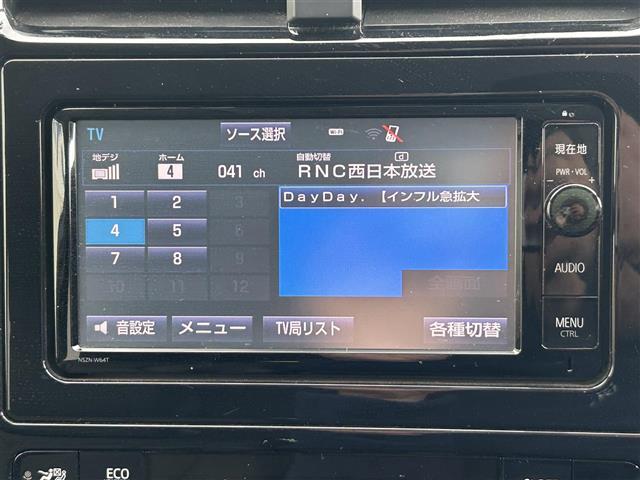 TV
ソース選択
Wi-Fi
地デジ
ホーム
4
041 ch
自動切替
d
RNC西日本放送
DayDay. 【インフル急拡大
1 2 3
4 5 6
7 8 9
10 11 12
全画面
音設定
メニュー
TV局リスト
各種切替
NSZN-W64T
現在地
PWR・VOL
- +
AUDIO
MENU
CTRL
ECO